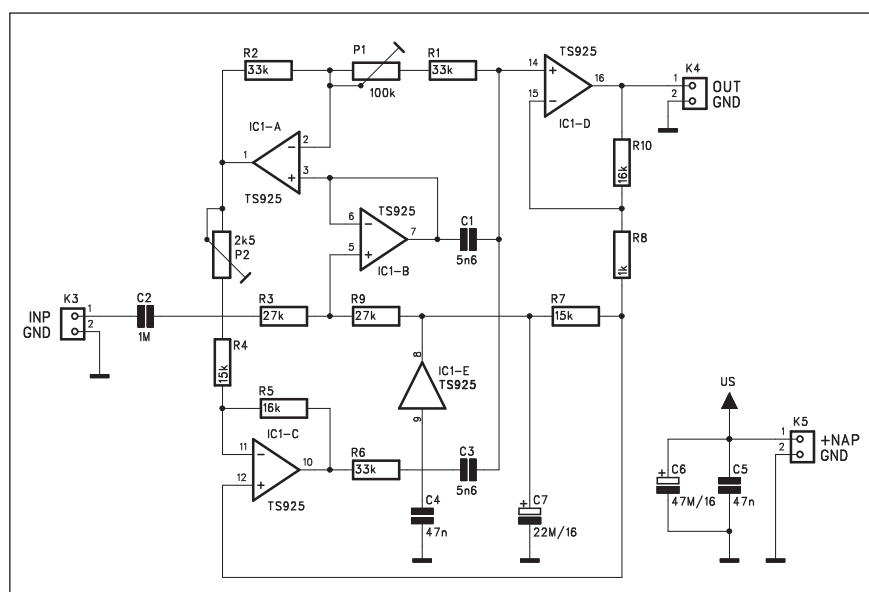 R2
33k
P1
100k
R1
33k
TS925
14
15
16
IC1-D
K4
1
2
OUT
GND
R10
16k
IC1-A
1
2
3
TS925
TS925
6
5
7
IC1-B
C1
5n6
R8
1k
2k5
P2
K3
INP
GND
1
2
C2
1M
R3
27k
R9
27k
R7
15k
R4
15k
8
IC1-E
TS925
9
R5
16k
IC1-C
11
12
10
TS925
R6
33k
C3
5n6
C4
47n
C7
22M/16
US
K5
1
2
+NAP
GND
C6
47M/16
C5
47n